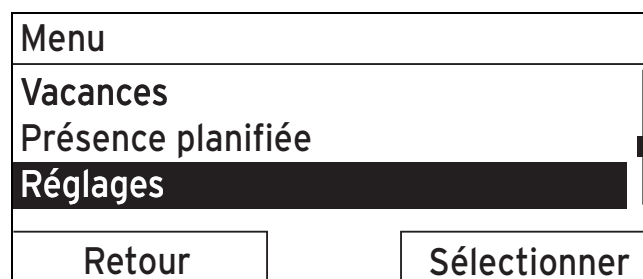 Menu
Vacances
Présence planifiée
Réglages
Retour
Sélectionner